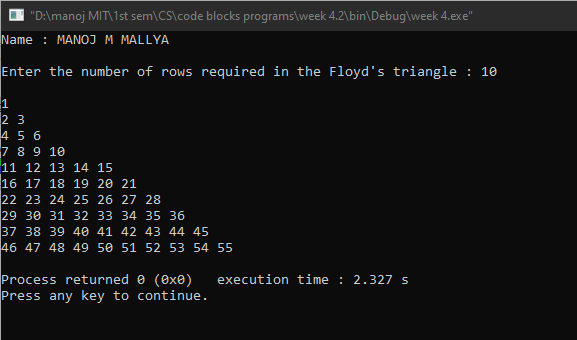 "D:\manoj MIT\1st sem\CS\code blocks programs\week 4.2\bin\Debug\week 4.exe"
Name : MANOJ M MALLYA
Enter the number of rows required in the Floyd's triangle : 10
1
2 3
4 5 6
7 8 9 10
11 12 13 14 15
16 17 18 19 20 21
22 23 24 25 26 27 28
29 30 31 32 33 34 35 36
37 38 39 40 41 42 43 44 45
46 47 48 49 50 51 52 53 54 55
Process returned 0 (0x0)   execution time : 2.327 s
Press any key to continue.